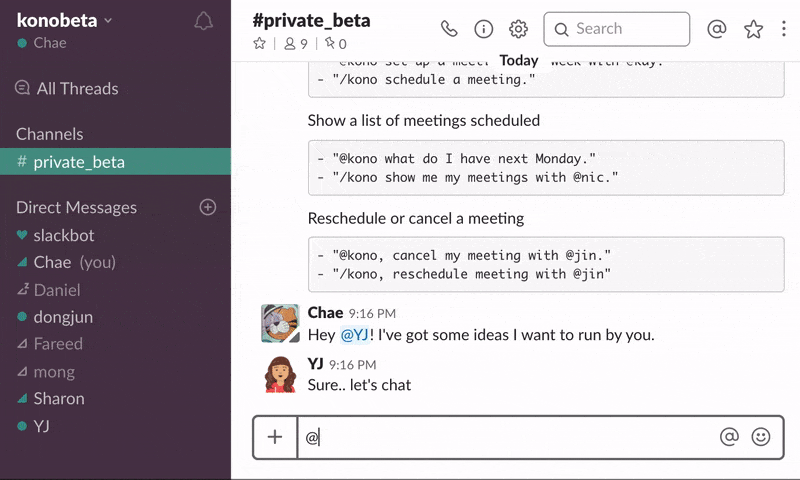 konobeta
Chae
All Threads
Channels
# private_beta
Direct Messages
slackbot
Chae (you)
Daniel
dongjun
Fareed
mong
Sharon
YJ
#private_beta
9 | 0
Search
Today
- "/kono schedule a meeting."
Show a list of meetings scheduled
- "@kono what do I have next Monday."
- "/kono show me my meetings with @nic."
Reschedule or cancel a meeting
- "@kono, cancel my meeting with @jin."
- "/kono, reschedule meeting with @jin"
Chae 9:16 PM
Hey @YJ! I've got some ideas I want to run by you.
YJ 9:16 PM
Sure.. let's chat
@